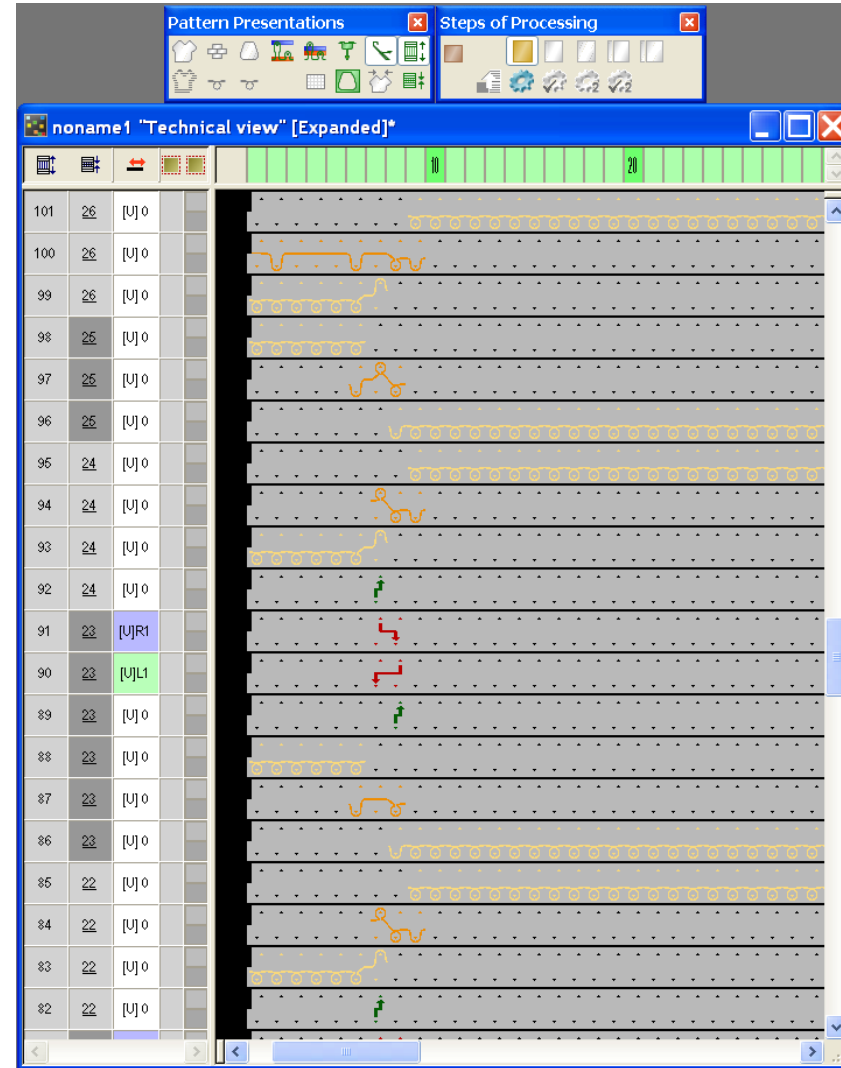 Pattern Presentations
Steps of Processing
noname1 "Technical view" [Expanded]*
10 20
101 26 [U] 0
100 26 [U] 0
99 26 [U] 0
98 25 [U] 0
97 25 [U] 0
96 25 [U] 0
95 24 [U] 0
94 24 [U] 0
93 24 [U] 0
92 24 [U] 0
91 23 [U]R1
90 23 [U]L1
89 23 [U] 0
88 23 [U] 0
87 23 [U] 0
86 23 [U] 0
85 22 [U] 0
84 22 [U] 0
83 22 [U] 0
82 22 [U] 0